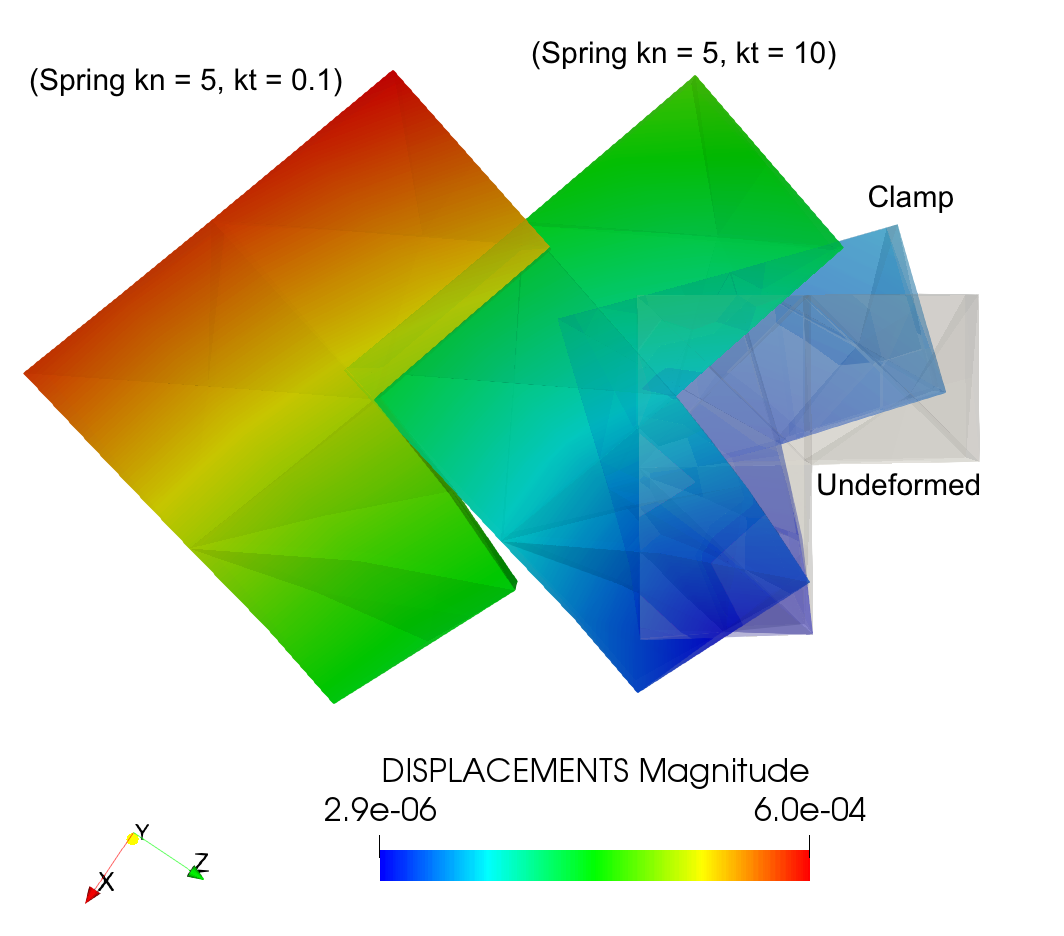 (Spring kn = 5, kt = 10)
(Spring kn = 5, kt = 0.1)
Clamp
Undeformed
DISPLACEMENTS Magnitude
2.9e-06 6.0e-04
Y
Z
X